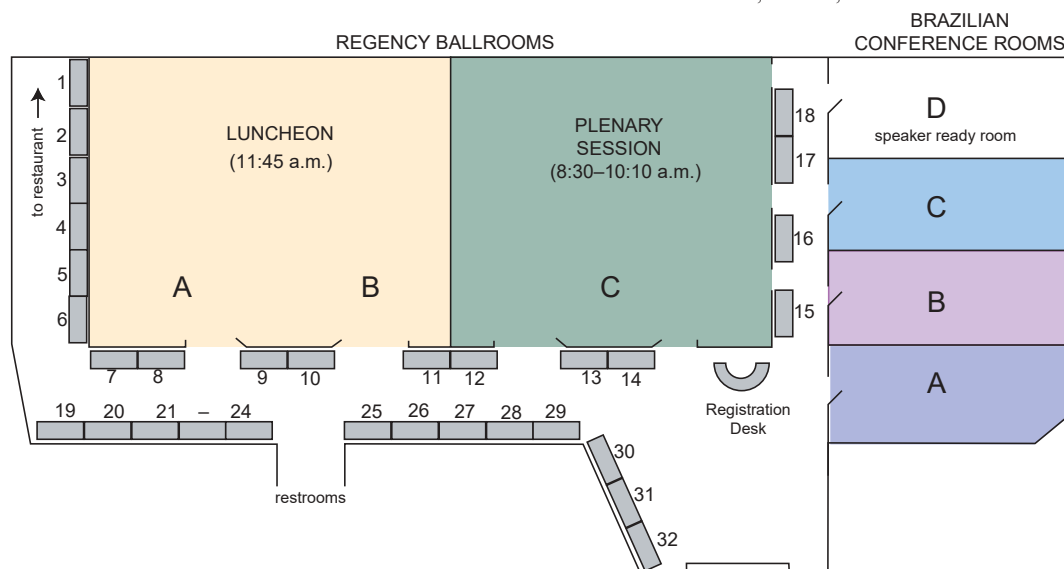 BRAZILIAN
CONFERENCE ROOMS
REGENCY BALLROOMS
1
2
3
4
5
6
to restaurant
LUNCHEON
(11:45 a.m.)
A
B
PLENARY
SESSION
(8:30–10:10 a.m.)
C
18
17
16
15
D
speaker ready room
C
B
A
7
8
9
10
11
12
13
14
Registration
Desk
19
20
21
–
24
25
26
27
28
29
restrooms
30
31
32